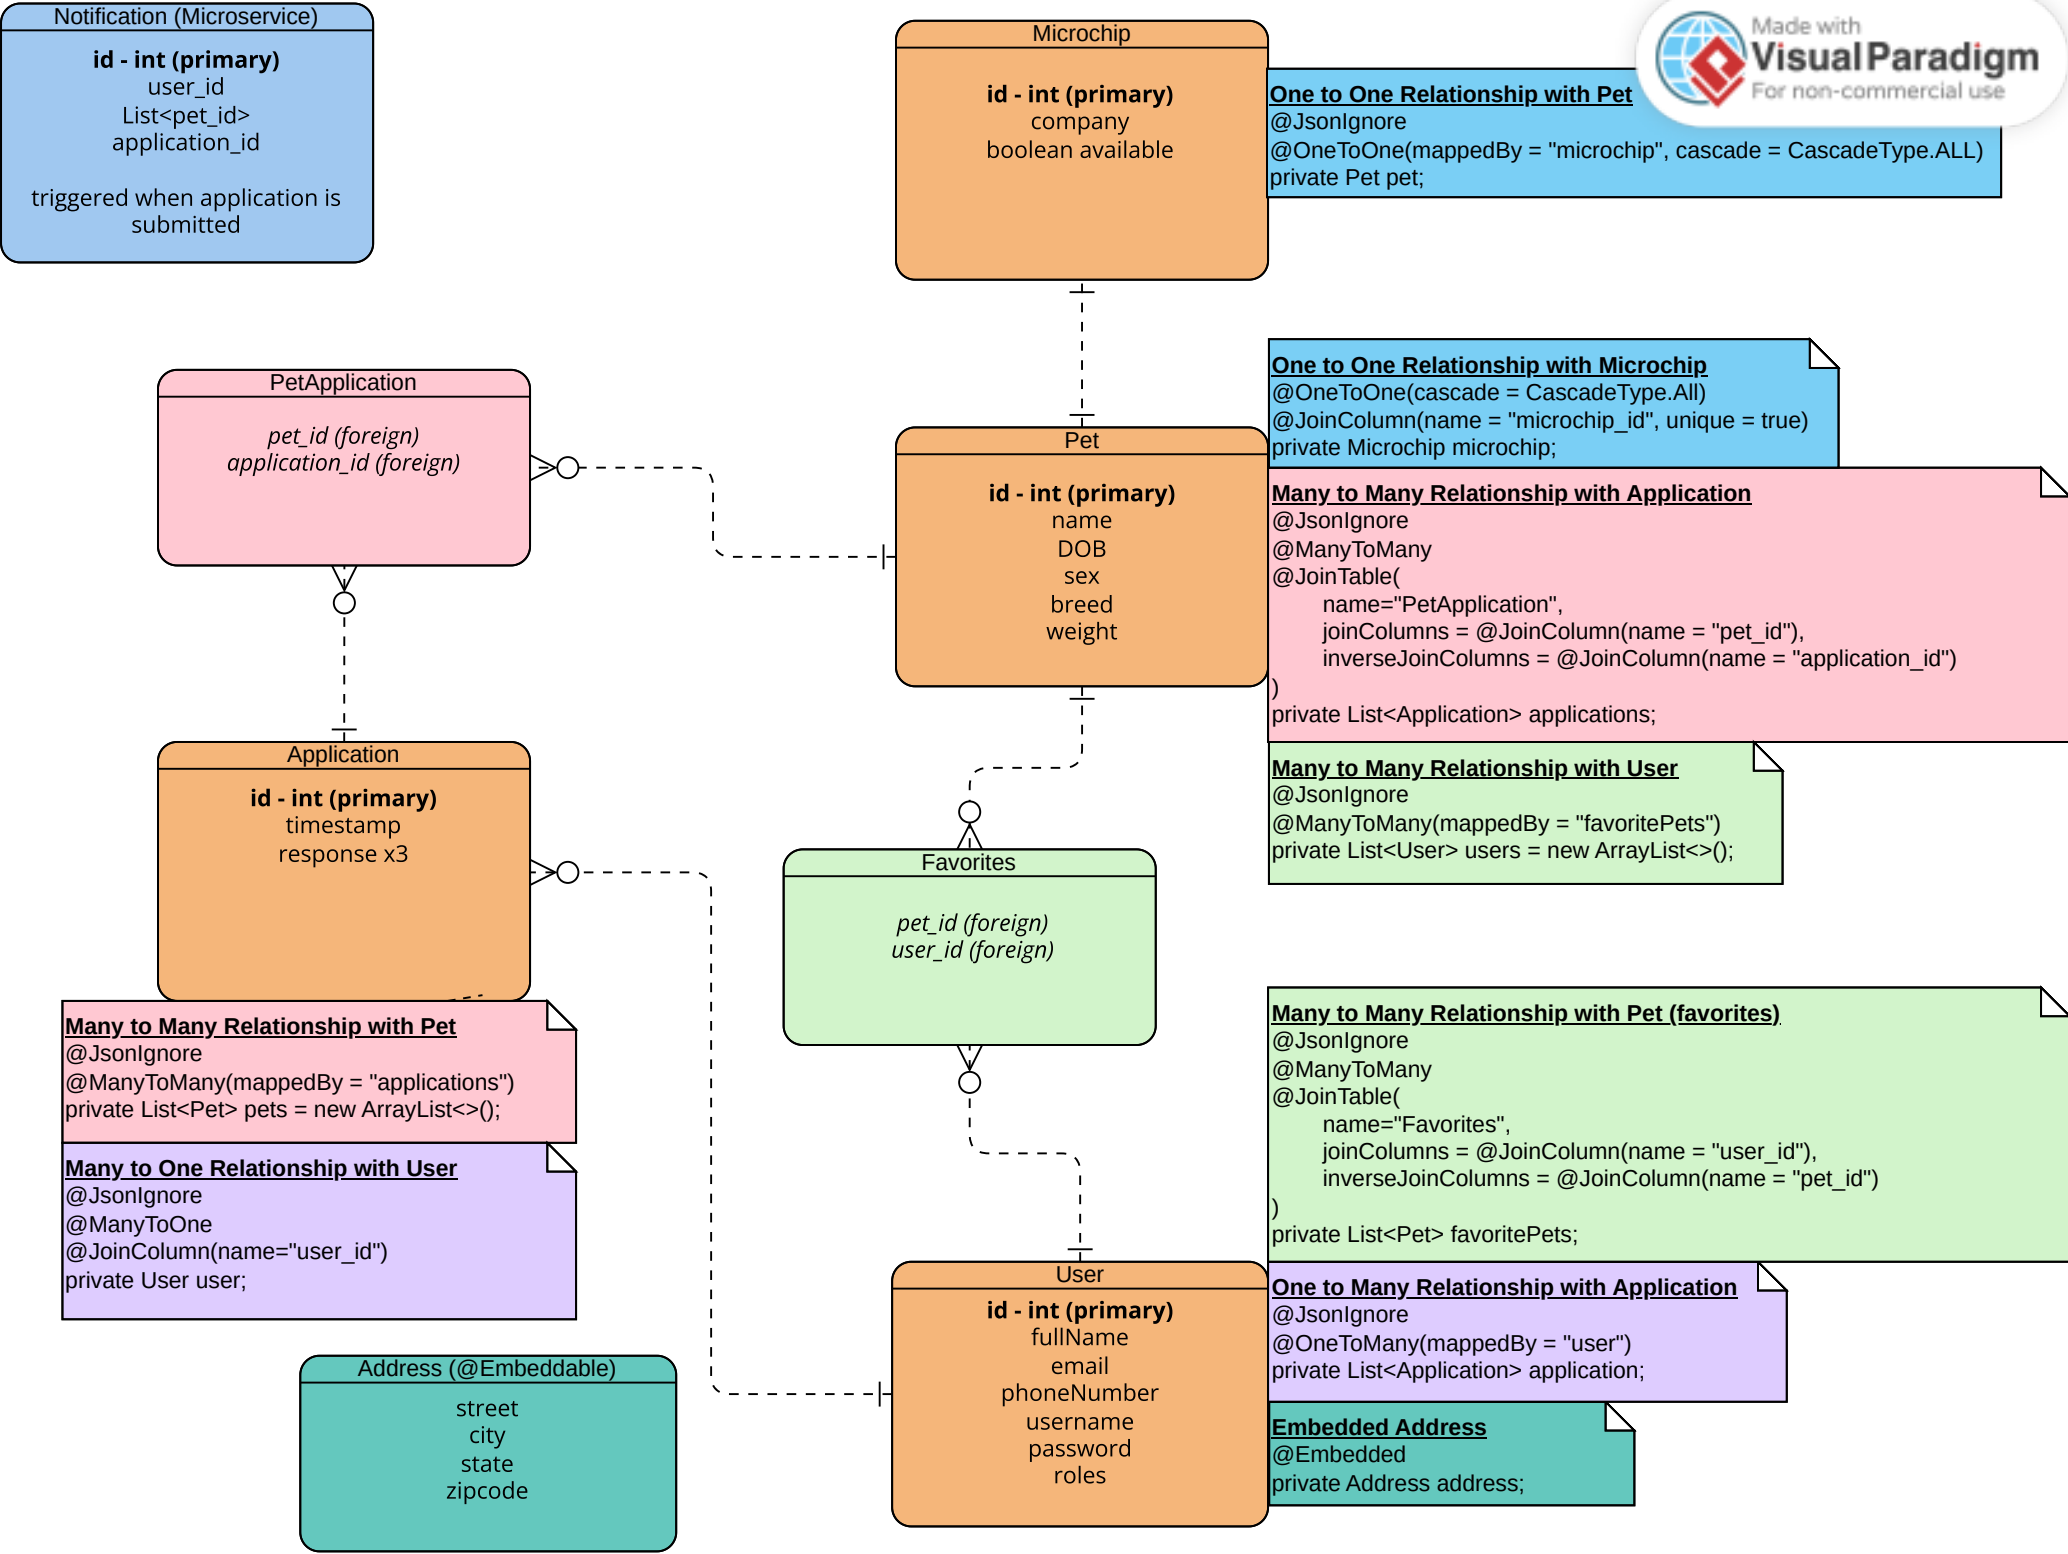 Notification (Microservice)
id - int (primary)
user_id
List<pet_id>
application_id
triggered when application is
submitted
Microchip
id - int (primary)
company
boolean available
One to One Relationship with Pet
@JsonIgnore
@OneToOne(mappedBy = "microchip", cascade = CascadeType.ALL)
private Pet pet;
Made with
Visual Paradigm
For non-commercial use
PetApplication
pet_id (foreign)
application_id (foreign)
Pet
id - int (primary)
name
DOB
sex
breed
weight
One to One Relationship with Microchip
@OneToOne(cascade = CascadeType.All)
@JoinColumn(name = "microchip_id", unique = true)
private Microchip microchip;
Many to Many Relationship with Application
@JsonIgnore
@ManyToMany
@JoinTable(
name="PetApplication",
joinColumns = @JoinColumn(name = "pet_id"),
inverseJoinColumns = @JoinColumn(name = "application_id")
)
private List<Application> applications;
Many to Many Relationship with User
@JsonIgnore
@ManyToMany(mappedBy = "favoritePets")
private List<User> users = new ArrayList<>();
Application
id - int (primary)
timestamp
response x3
Many to Many Relationship with Pet
@JsonIgnore
@ManyToMany(mappedBy = "applications")
private List<Pet> pets = new ArrayList<>();
Many to One Relationship with User
@JsonIgnore
@ManyToOne
@JoinColumn(name="user_id")
private User user;
Favorites
pet_id (foreign)
user_id (foreign)
Many to Many Relationship with Pet (favorites)
@JsonIgnore
@ManyToMany
@JoinTable(
name="Favorites",
joinColumns = @JoinColumn(name = "user_id"),
inverseJoinColumns = @JoinColumn(name = "pet_id")
)
private List<Pet> favoritePets;
User
id - int (primary)
fullName
email
phoneNumber
username
password
roles
One to Many Relationship with Application
@JsonIgnore
@OneToMany(mappedBy = "user")
private List<Application> application;
Embedded Address
@Embedded
private Address address;
Address (@Embeddable)
street
city
state
zipcode